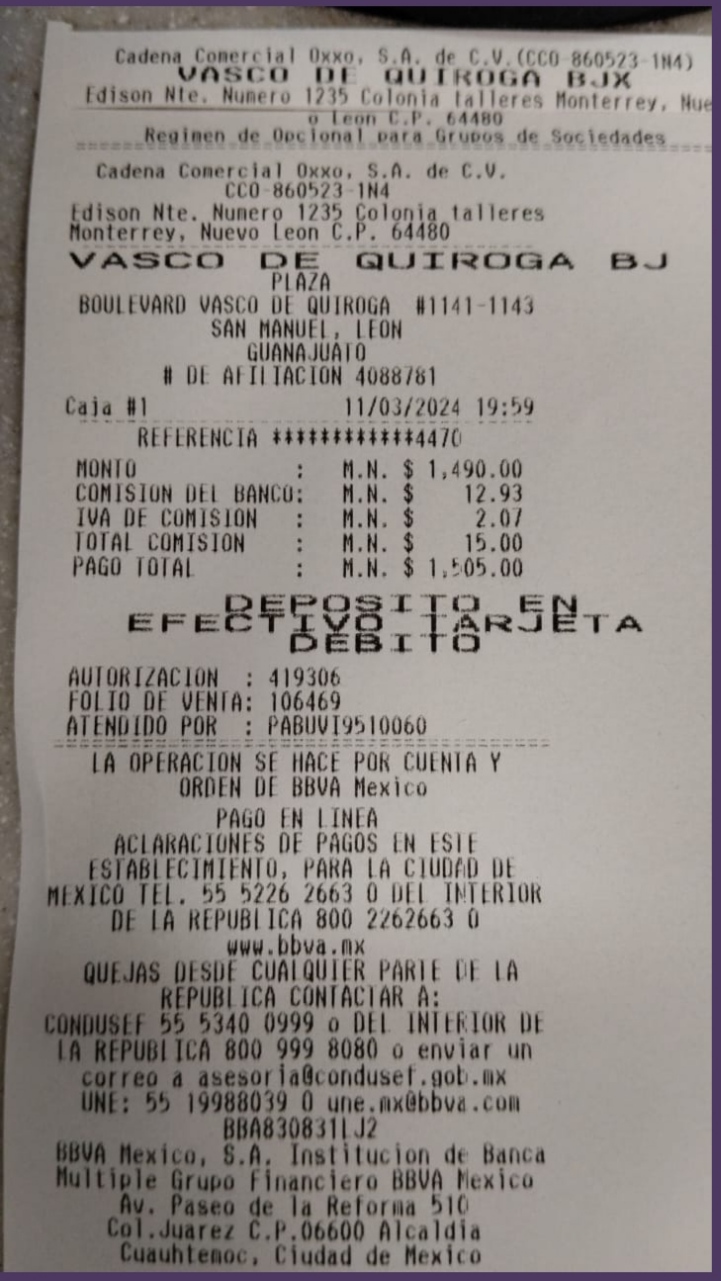 Cadena Comercial Oxxo, S.A. de C.V.(CCO-860523-1N4)
VASCO DE QUIROGA BJX
Edison Nte. Numero 1235 Colonia talleres Monterrey, Nue
o Leon C.P. 64480
Regimen de Opcional para Grupos de Sociedades
Cadena Comercial Oxxo, S.A. de C.V.
CCO-860523-1N4
Edison Nte. Numero 1235 Colonia talleres
Monterrey, Nuevo Leon C.P. 64480
VASCO DE QUIROGA BJ
PLAZA
BOULEVARD VASCO DE QUIROGA #1141-1143
SAN MANUEL, LEON
GUANAJUATO
# DE AFILIACION 4088781
Caja #1 11/03/2024 19:59
REFERENCIA ************4470
MONTO : M.N. $ 1,490.00
COMISION DEL BANCO: M.N. $ 12.93
IVA DE COMISION : M.N. $ 2.07
TOTAL COMISION : M.N. $ 15.00
PAGO TOTAL : M.N. $ 1,505.00
DEPOSITO EN
EFECTIVO TARJETA
DEBITO
AUTORIZACION : 419306
FOLIO DE VENTA: 106469
ATENDIDO POR : PABUVI9510060
LA OPERACION SE HACE POR CUENTA Y
ORDEN DE BBVA Mexico
PAGO EN LINEA
ACLARACIONES DE PAGOS EN ESTE
ESTABLECIMIENTO, PARA LA CIUDAD DE
MEXICO TEL. 55 5226 2663 O DEL INTERIOR
DE LA REPUBLICA 800 2262663 O
www.bbva.mx
QUEJAS DESDE CUALQUIER PARTE DE LA
REPUBLICA CONTACTAR A:
CONDUSEF 55 5340 0999 o DEL INTERIOR DE
LA REPUBLICA 800 999 8080 o enviar un
correo a asesoria@condusef.gob.mx
UNE: 55 19988039 O une.mx@bbva.com
BBA830831LJ2
BBVA Mexico, S.A. Institucion de Banca
Multiple Grupo Financiero BBVA Mexico
Av. Paseo de la Reforma 510
Col.Juarez C.P.06600 Alcaldia
Cuauhtemoc, Ciudad de Mexico